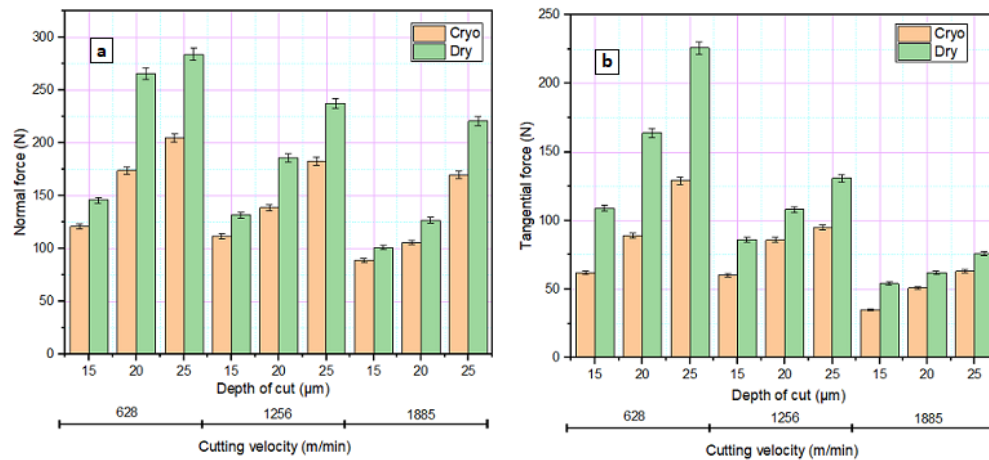 a
Cryo
Dry
Normal force (N)
300
250
200
150
100
50
0
15 20 25 15 20 25 15 20 25
Depth of cut (µm)
628 1256 1885
Cutting velocity (m/min)
b
Cryo
Dry
Tangential force (N)
250
200
150
100
50
0
15 20 25 15 20 25 15 20 25
Depth of cut (µm)
628 1256 1885
Cutting velocity (m/min)